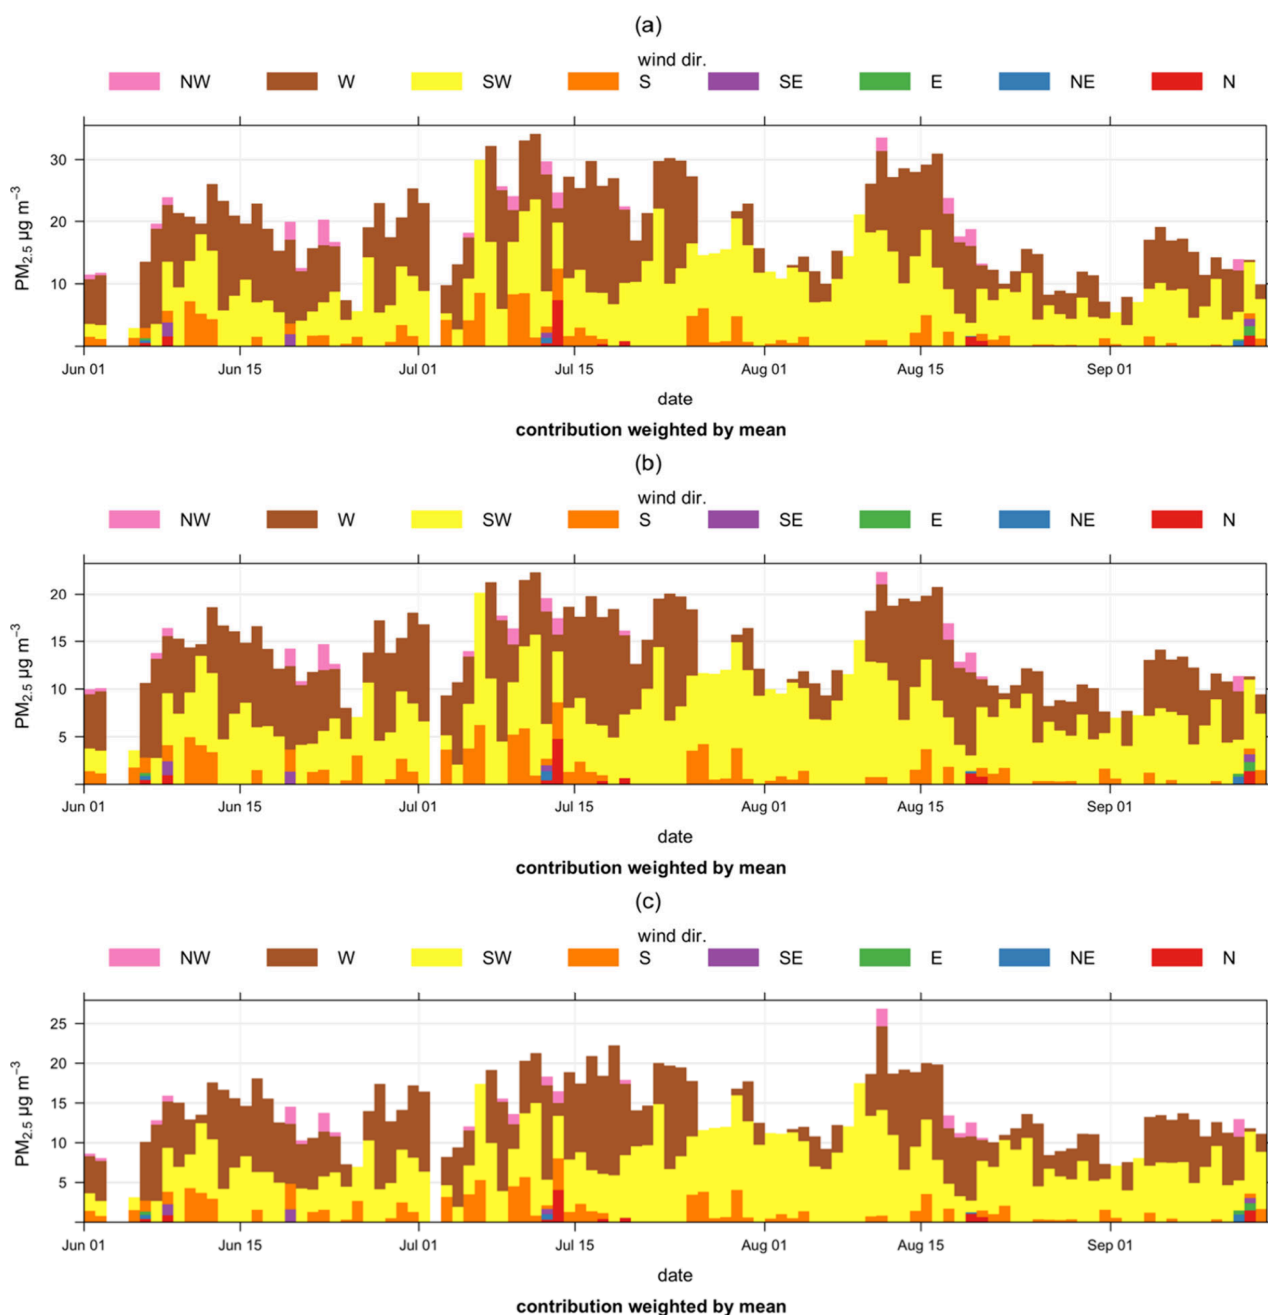 (a)
wind dir.
NW W SW S SE E NE N
30
20
10
PM2.5 µg m−3
Jun 01 Jun 15 Jul 01 Jul 15 Aug 01 Aug 15 Sep 01
date
contribution weighted by mean
(b)
wind dir.
NW W SW S SE E NE N
20
15
10
5
PM2.5 µg m−3
Jun 01 Jun 15 Jul 01 Jul 15 Aug 01 Aug 15 Sep 01
date
contribution weighted by mean
(c)
wind dir.
NW W SW S SE E NE N
25
20
15
10
5
PM2.5 µg m−3
Jun 01 Jun 15 Jul 01 Jul 15 Aug 01 Aug 15 Sep 01
date
contribution weighted by mean